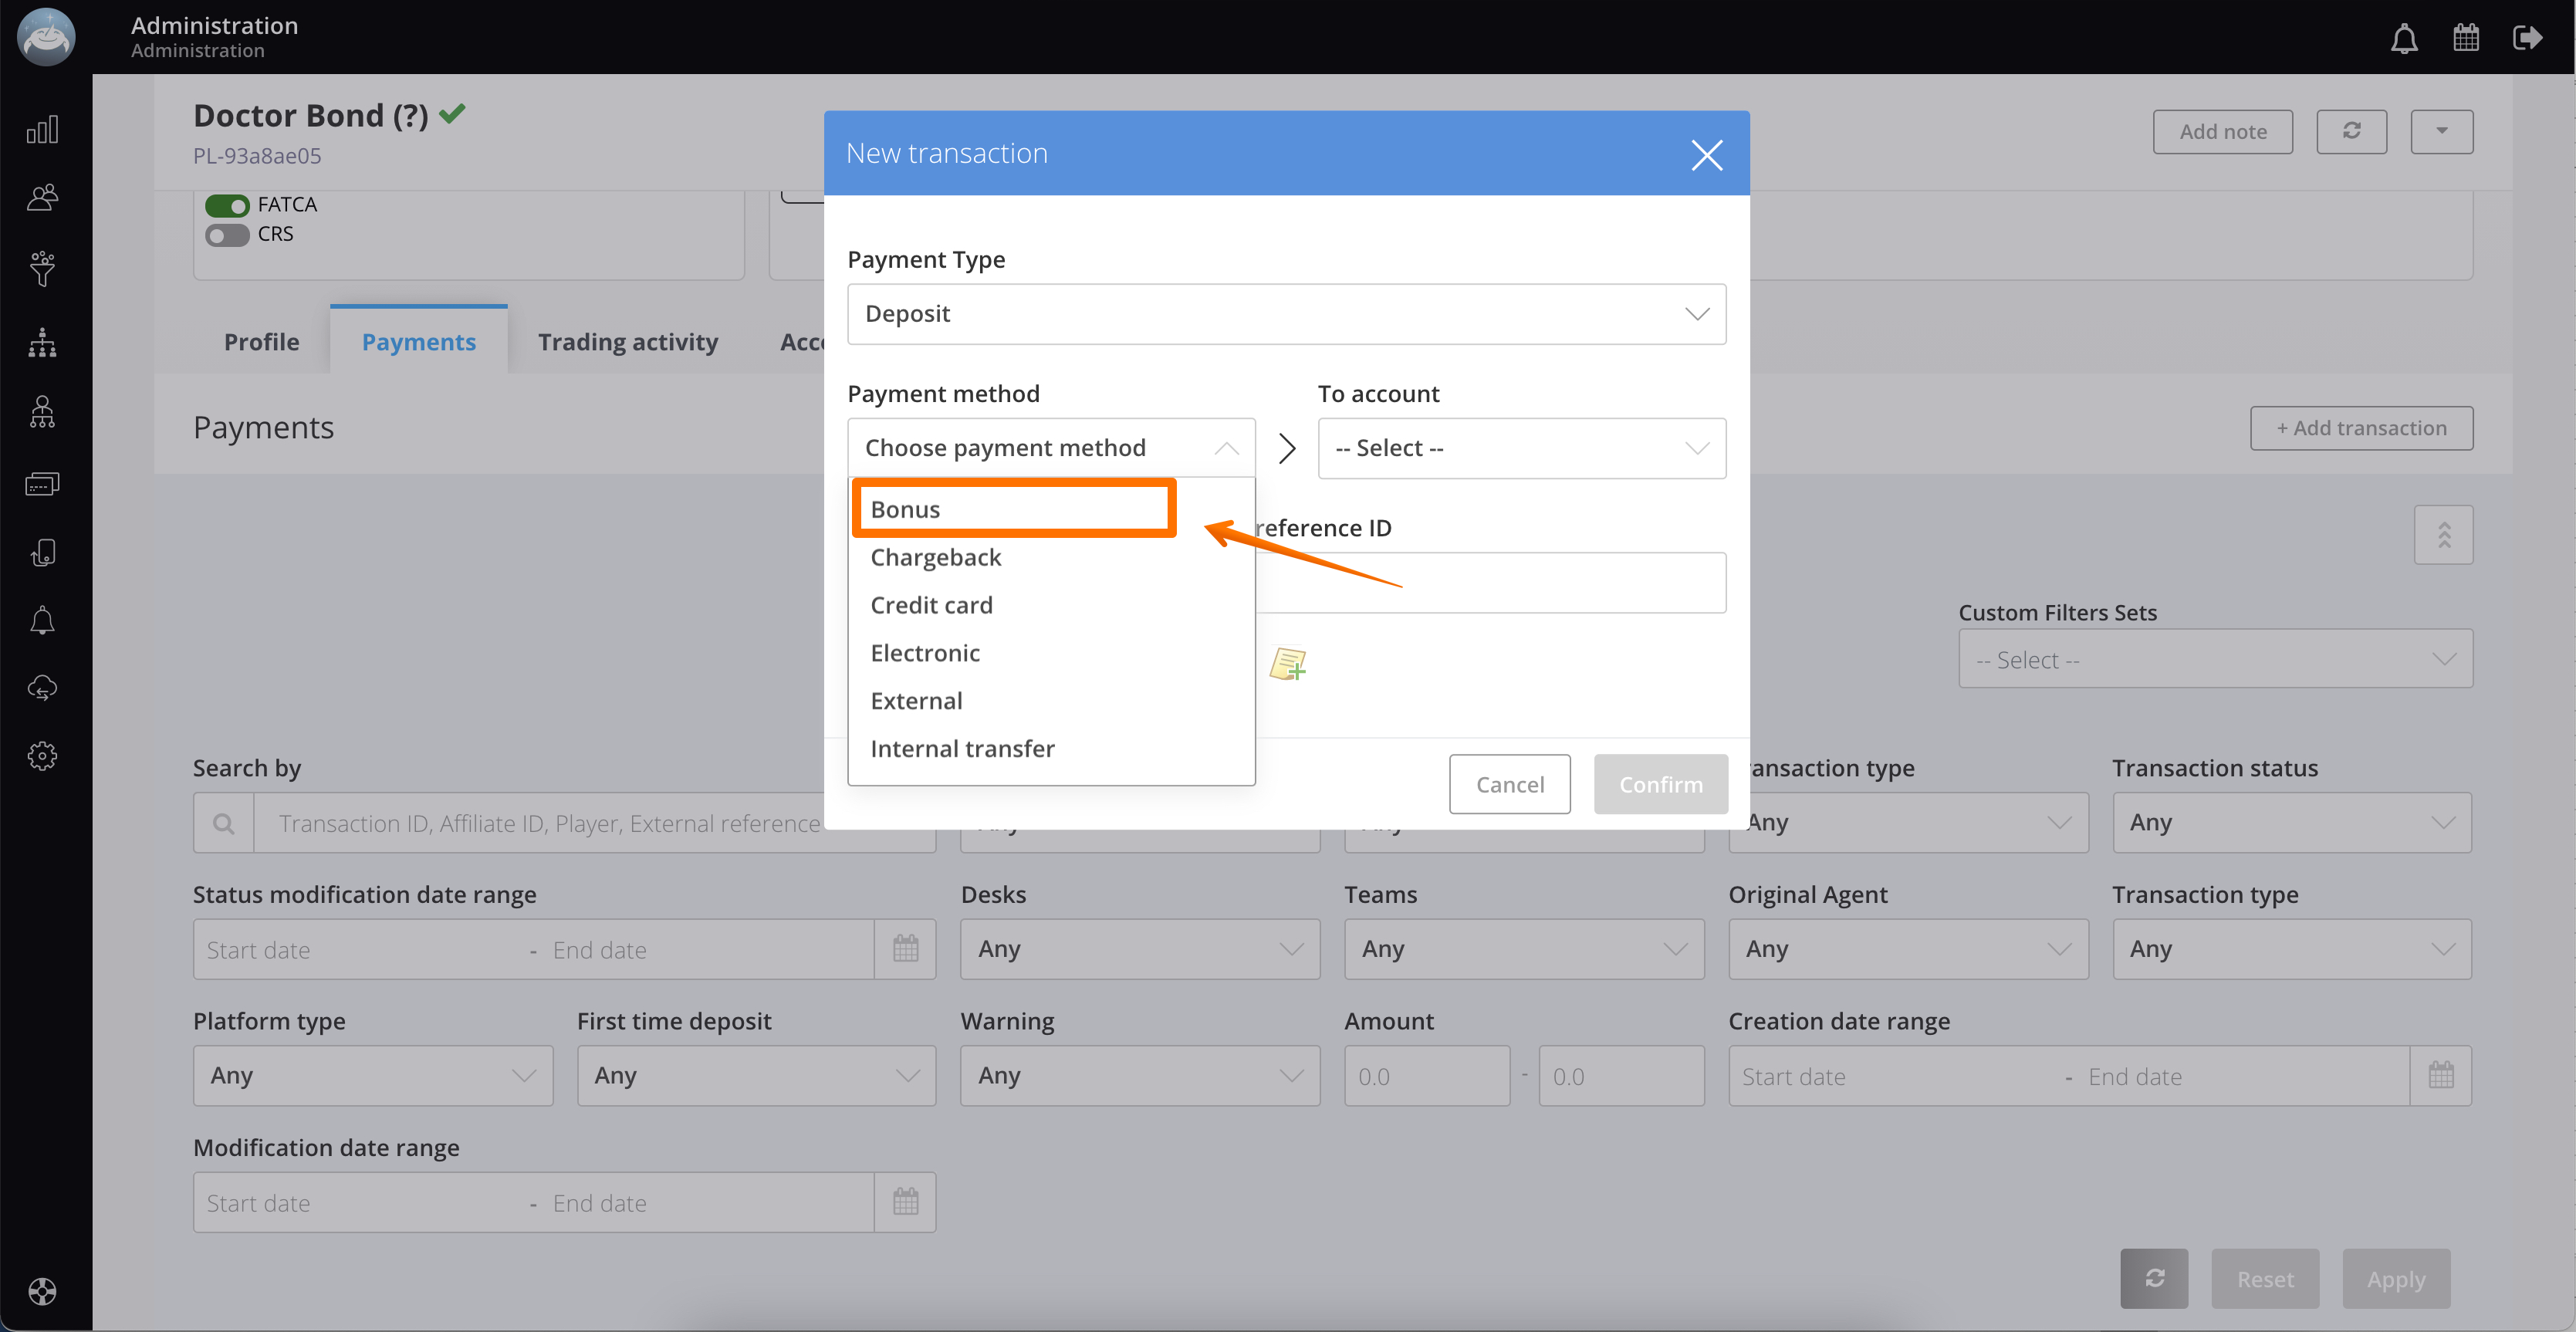 Administration
Administration
Doctor Bond (?)
PL-93a8ae05
Add note
FATCA
CRS
Profile
Payments
Trading activity
Payments
+ Add transaction
New transaction
Payment Type
Deposit
Payment method
To account
Choose payment method
-- Select --
Bonus
Chargeback
Credit card
Electronic
External
Internal transfer
reference ID
Cancel
Confirm
Custom Filters Sets
-- Select --
Search by
ansaction type
Transaction status
Transaction ID, Affiliate ID, Player, External reference
Any
Any
Status modification date range
Desks
Teams
Original Agent
Transaction type
Start date - End date
Any
Any
Any
Any
Platform type
First time deposit
Warning
Amount
Creation date range
Any
Any
Any
0.0 - 0.0
Start date - End date
Modification date range
Start date - End date
Reset
Apply